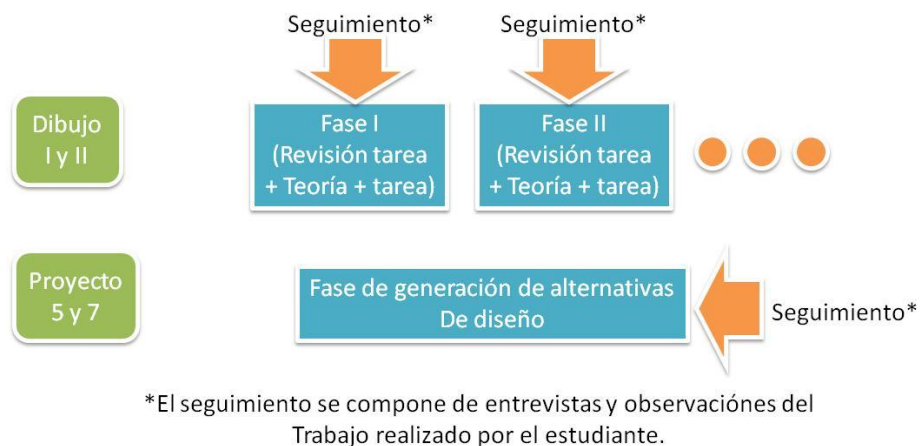 Seguimiento*
Seguimiento*
Dibujo
I y II
Fase I
(Revisión tarea
+ Teoría + tarea)
Fase II
(Revisión tarea
+ Teoría + tarea)
Proyecto
5 y 7
Fase de generación de alternativas
De diseño
Seguimiento*
*El seguimiento se compone de entrevistas y observaciónes del
Trabajo realizado por el estudiante.